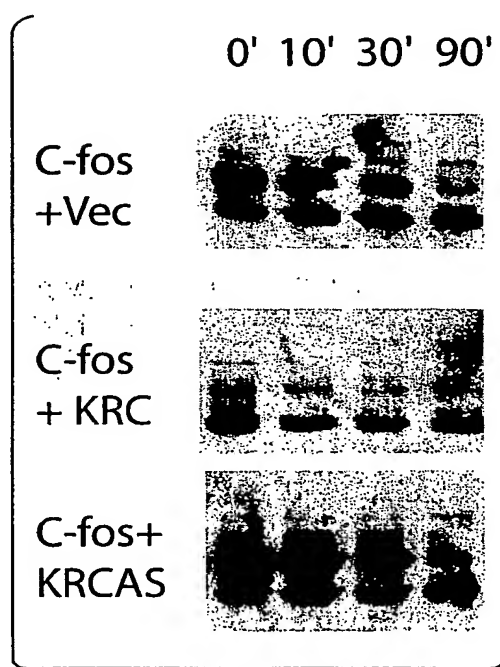 0' 10' 30' 90'
C-fos
+Vec
C-fos
+ KRC
C-fos+
KRCAS